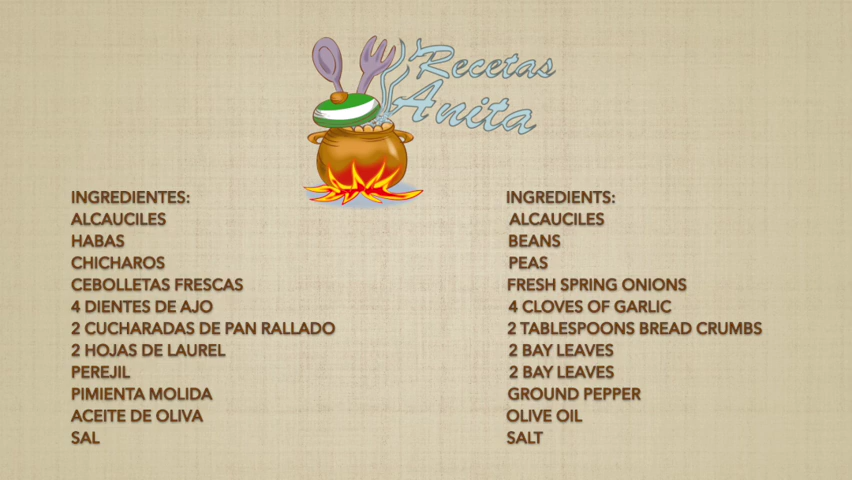 Recetas
Anita
INGREDIENTES:
ALCAUCILES
HABAS
CHICHAROS
CEBOLLETAS FRESCAS
4 DIENTES DE AJO
2 CUCHARADAS DE PAN RALLADO
2 HOJAS DE LAUREL
PEREJIL
PIMIENTA MOLIDA
ACEITE DE OLIVA
SAL
INGREDIENTS:
ALCAUCILES
BEANS
PEAS
FRESH SPRING ONIONS
4 CLOVES OF GARLIC
2 TABLESPOONS BREAD CRUMBS
2 BAY LEAVES
2 BAY LEAVES
GROUND PEPPER
OLIVE OIL
SALT